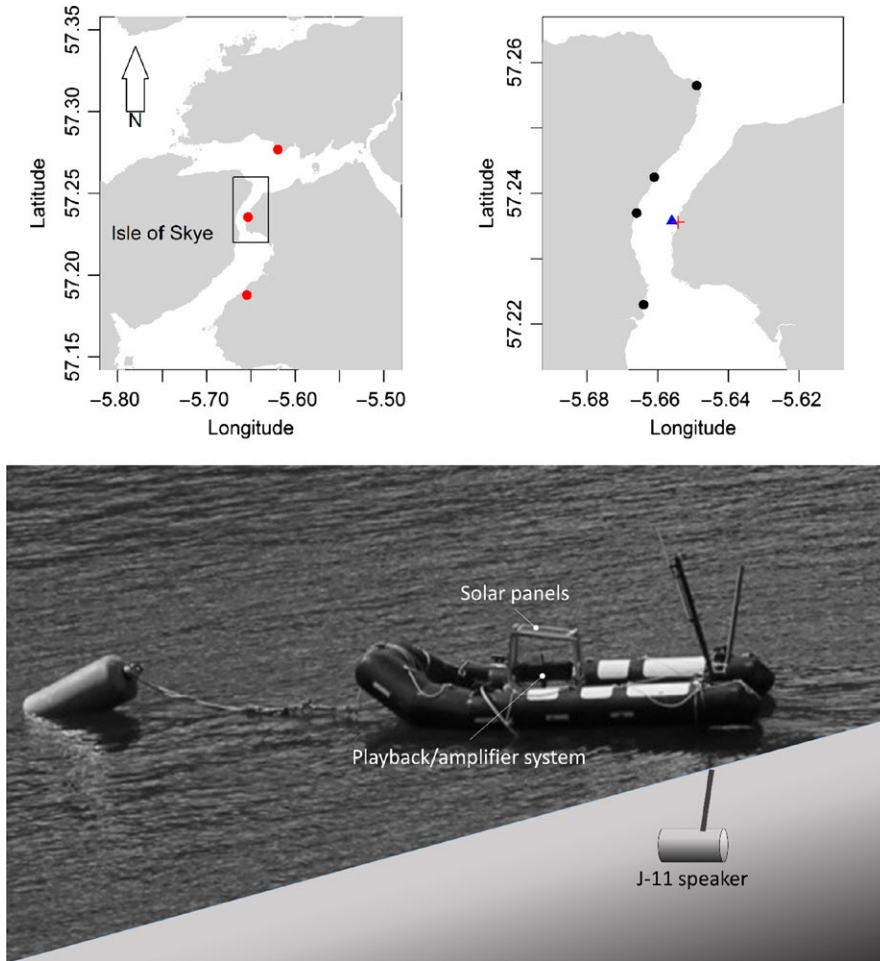 57.35
57.30
57.25
57.20
57.15
Latitude
N
Isle of Skye
−5.80
−5.70
−5.60
−5.50
Longitude
57.26
57.24
57.22
Latitude
−5.68
−5.66
−5.64
−5.62
Longitude
Solar panels
Playback/amplifier system
J-11 speaker